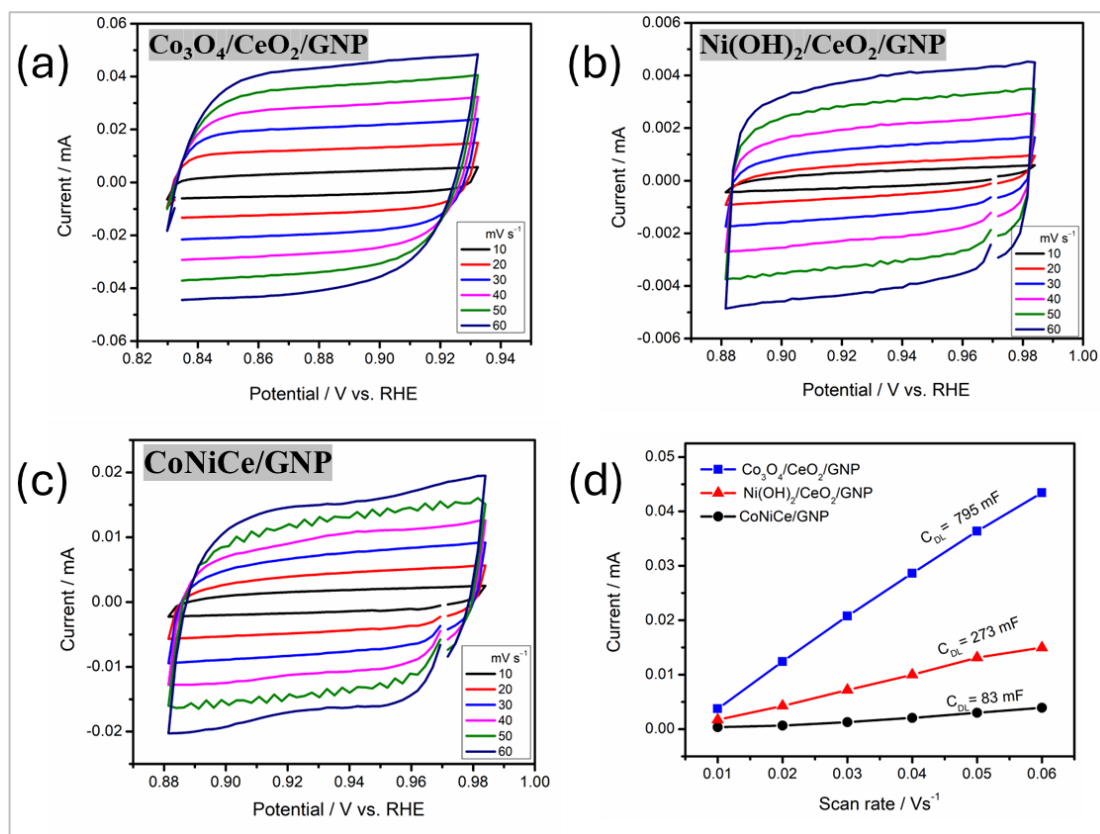 (a)
Co₃O₄/CeO₂/GNP
0.06
0.04
0.02
0.00
-0.02
-0.04
-0.06
Current / mA
mV s⁻¹
10
20
30
40
50
60
0.82 0.84 0.86 0.88 0.90 0.92 0.94
Potential / V vs. RHE
(b)
Ni(OH)₂/CeO₂/GNP
0.006
0.004
0.002
0.000
-0.002
-0.004
-0.006
Current / mA
mV s⁻¹
10
20
30
40
50
60
0.88 0.90 0.92 0.94 0.96 0.98 1.00
Potential / V vs. RHE
(c)
CoNiCe/GNP
0.02
0.01
0.00
-0.01
-0.02
Current / mA
mV s⁻¹
10
20
30
40
50
60
0.88 0.90 0.92 0.94 0.96 0.98 1.00
Potential / V vs. RHE
(d)
0.05
0.04
0.03
0.02
0.01
0.00
Current / mA
Co₃O₄/CeO₂/GNP
Ni(OH)₂/CeO₂/GNP
CoNiCe/GNP
C_DL= 795 mF
C_DL= 273 mF
C_DL= 83 mF
0.01 0.02 0.03 0.04 0.05 0.06
Scan rate / Vs⁻¹